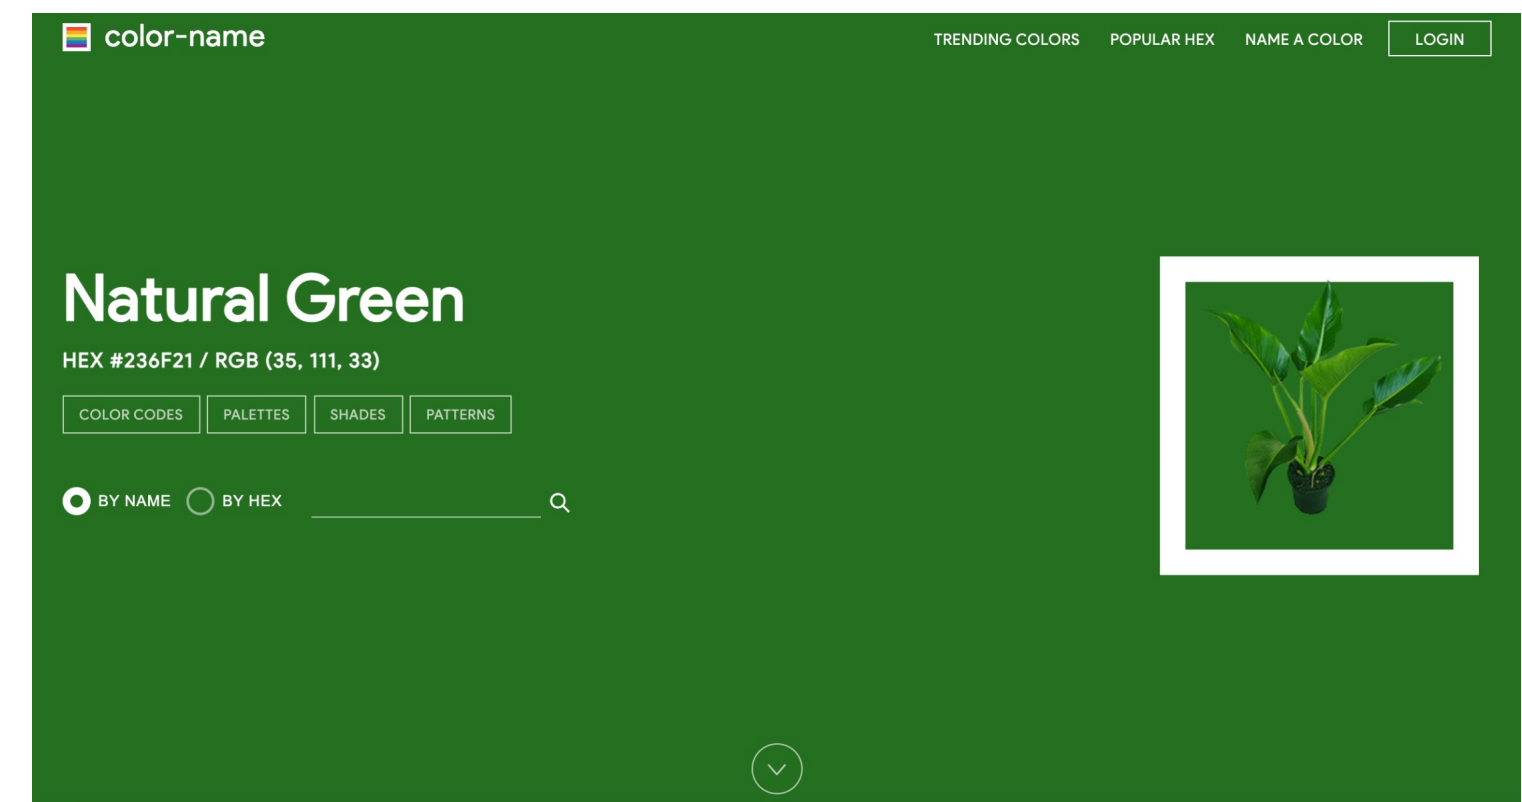 color-name
TRENDING COLORS POPULAR HEX NAME A COLOR LOGIN
Natural Green
HEX #236F21 / RGB (35, 111, 33)
COLOR CODES PALETTES SHADES PATTERNS
BY NAME BY HEX